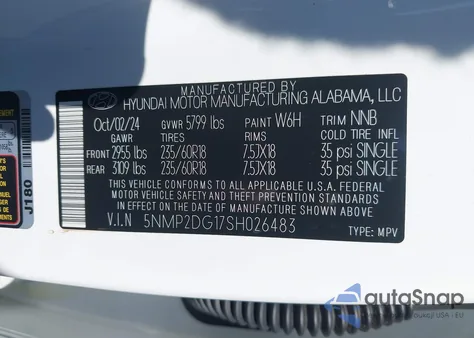 MANUFACTURED BY
HYUNDAI MOTOR MANUFACTURING ALABAMA, LLC
Oct/02/24 GVWR 5799 lbs PAINT W6H TRIM NNB
GAWR TIRES RIMS COLD TIRE INFL
FRONT 2955 lbs 235/60R18 7.5JX18 35 psi SINGLE
REAR 3109 lbs 235/60R18 7.5JX18 35 psi SINGLE
THIS VEHICLE CONFORMS TO ALL APPLICABLE U.S.A. FEDERAL
MOTOR VEHICLE SAFETY AND THEFT PREVENTION STANDARDS IN
EFFECT ON THE DATE OF MANUFACTURE SHOWN ABOVE.
V.I.N 5NMP2DG17SH026483
TYPE: MPV
J180
autoSnap